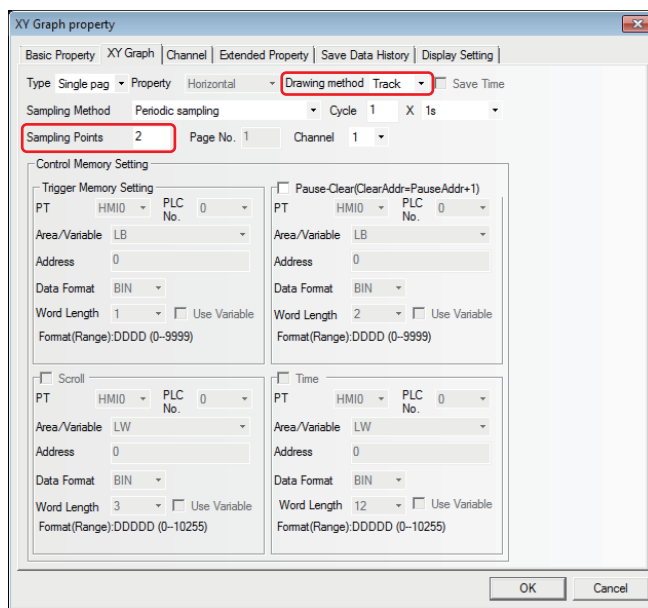 XY Graph property
Basic Property XY Graph Channel Extended Property Save Data History Display Setting
Type Single pag Property Horizontal Drawing method Track Save Time
Sampling Method Periodic sampling Cycle 1 X 1s
Sampling Points 2 Page No. 1 Channel 1
Control Memory Setting
Trigger Memory Setting
PT HMI0 PLC No. 0
Area/Variable LB
Address 0
Data Format BIN
Word Length 1 Use Variable
Format(Range):DDDD (0--9999)
Pause-Clear(ClearAddr=PauseAddr+1)
PT HMI0 PLC No. 0
Area/Variable LB
Address 0
Data Format BIN
Word Length 2 Use Variable
Format(Range):DDDD (0--9999)
Scroll
PT HMI0 PLC No. 0
Area/Variable LW
Address 0
Data Format BIN
Word Length 3 Use Variable
Format(Range):DDDDD (0--10255)
Time
PT HMI0 PLC No. 0
Area/Variable LW
Address 0
Data Format BIN
Word Length 12 Use Variable
Format(Range):DDDDD (0--10255)
OK Cancel